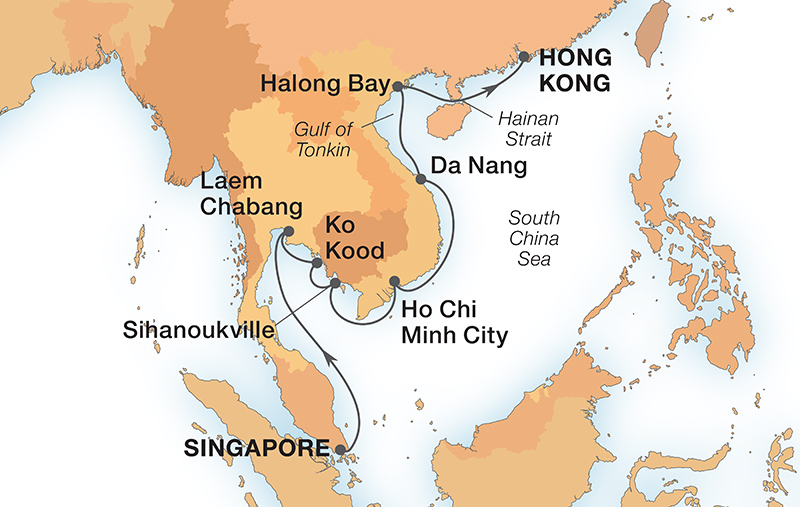 HONG
KONG
Halong Bay
Hainan
Strait
Gulf of
Tonkin
Da Nang
Laem
Chabang
Ko
Kood
South
China
Sea
Ho Chi
Minh City
Sihanoukville
SINGAPORE